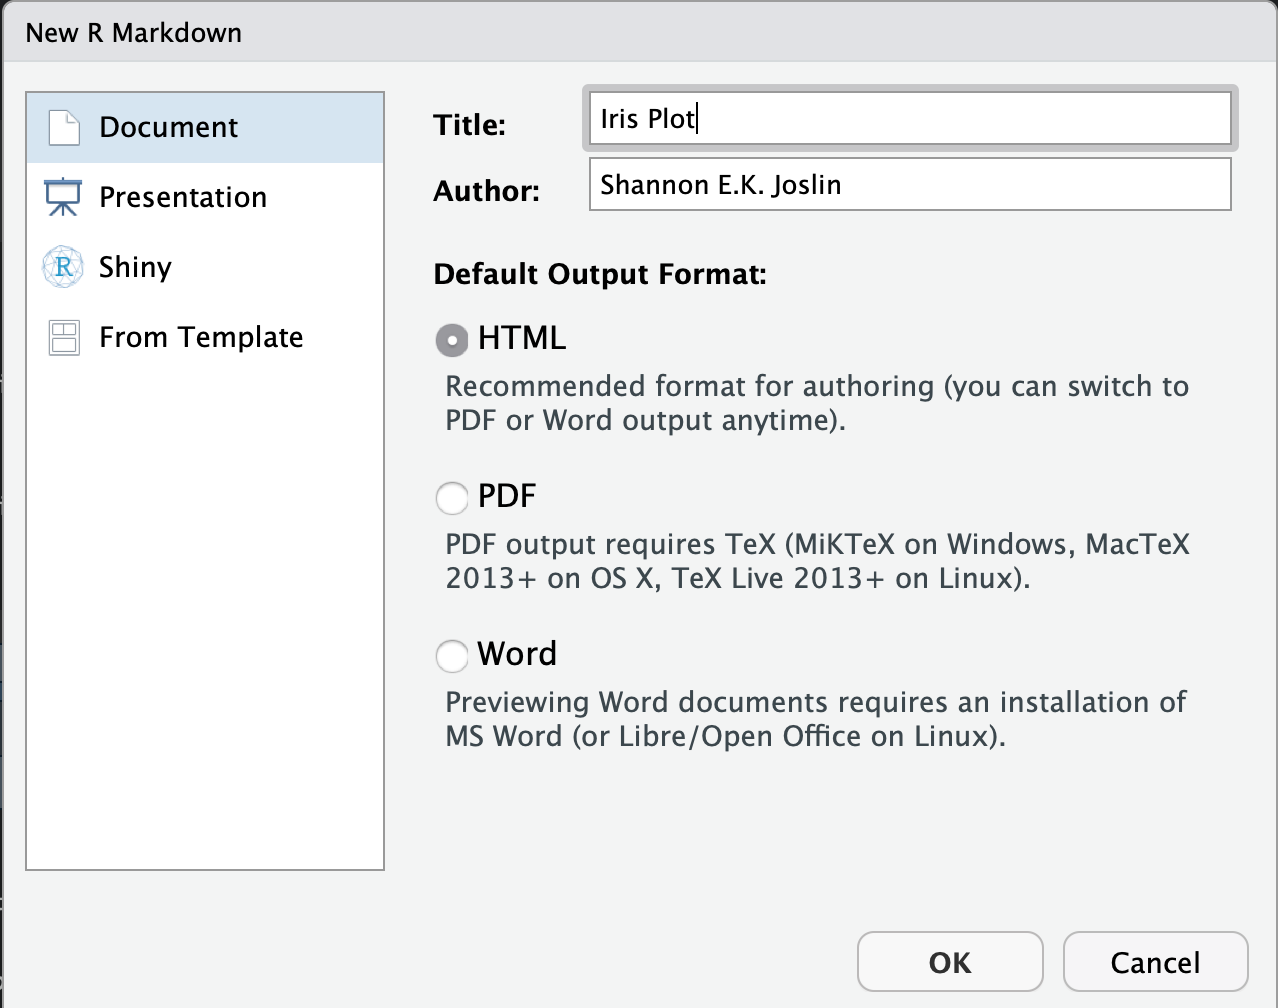 New R Markdown
Document
Presentation
Shiny
From Template
Title: Iris Plot
Author: Shannon E.K. Joslin
Default Output Format:
HTML
Recommended format for authoring (you can switch to
PDF or Word output anytime).
PDF
PDF output requires TeX (MiKTeX on Windows, MacTeX
2013+ on OS X, TeX Live 2013+ on Linux).
Word
Previewing Word documents requires an installation of
MS Word (or Libre/Open Office on Linux).
OK Cancel